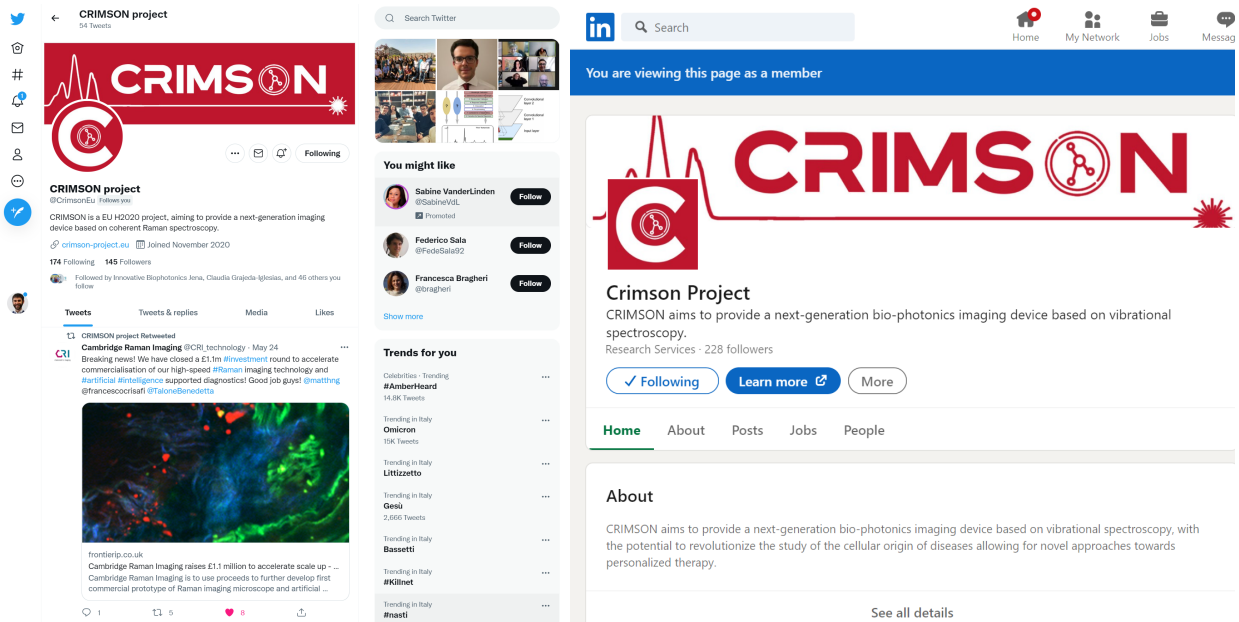 CRIMSON project
54 Tweets
CRIMSON
C
Following
CRIMSON project
@CrimsonEu Follows you
CRIMSON is a EU H2020 project, aiming to provide a next-generation imaging
device based on coherent Raman spectroscopy.
crimson-project.eu Joined November 2020
174 Following 145 Followers
Followed by Innovative Biophotonics Jena, Claudia Grajeda-Iglesias, and 46 others you
follow
Tweets Tweets & replies Media Likes
CRIMSON project Retweeted
CRI
Cambridge Raman Imaging @CRI_technology · May 24
Breaking news! We have closed a £1.1m #investment round to accelerate
commercialisation of our high-speed #Raman imaging technology and
#artificial #intelligence supported diagnostics! Good job guys! @matthng
@francescocrisafi @TaloneBenedetta
frontierip.co.uk
Cambridge Raman Imaging raises £1.1 million to accelerate scale up - ...
Cambridge Raman Imaging is to use proceeds to further develop first
commercial prototype of Raman imaging microscope and artificial ...
1 5 8
Search Twitter
Convolutional
layer 2
Convolutional
layer 1
Input layer
You might like
Sabine VanderLinden
@SabineVdL
Promoted
Follow
Federico Sala
@FedeSala92
Follow
Francesca Bragheri
@bragheri
Follow
Show more
Trends for you
Celebrities · Trending
#AmberHeard
14.8K Tweets
Trending in Italy
Omicron
15K Tweets
Trending in Italy
Littizzetto
Trending in Italy
Gesù
2,666 Tweets
Trending in Italy
Bassetti
Trending in Italy
#Killnet
Trending in Italy
#nasti
in
Search
Home My Network Jobs Messag
You are viewing this page as a member
CRIMSON
C
Crimson Project
CRIMSON aims to provide a next-generation bio-photonics imaging device based on vibrational
spectroscopy.
Research Services · 228 followers
Following Learn more More
Home About Posts Jobs People
About
CRIMSON aims to provide a next-generation bio-photonics imaging device based on vibrational spectroscopy, with
the potential to revolutionize the study of the cellular origin of diseases allowing for novel approaches towards
personalized therapy.
See all details